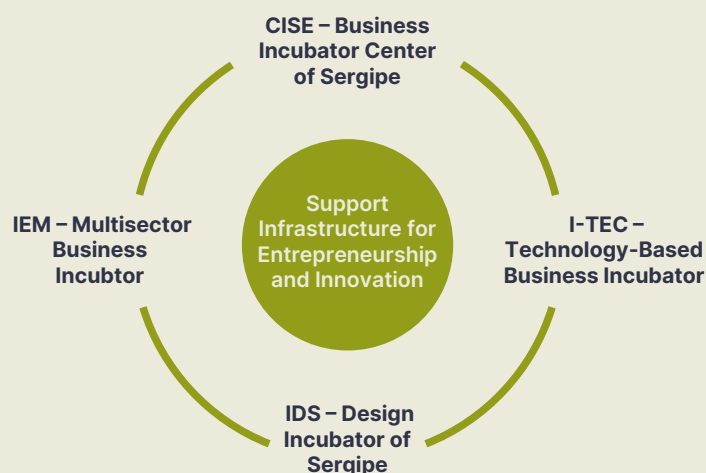 CISE – Business
Incubator Center
of Sergipe
IEM – Multisector
Business
Incubtor
Support
Infrastructure for
Entrepreneurship
and Innovation
I-TEC –
Technology-Based
Business Incubator
IDS – Design
Incubator of
Sergipe